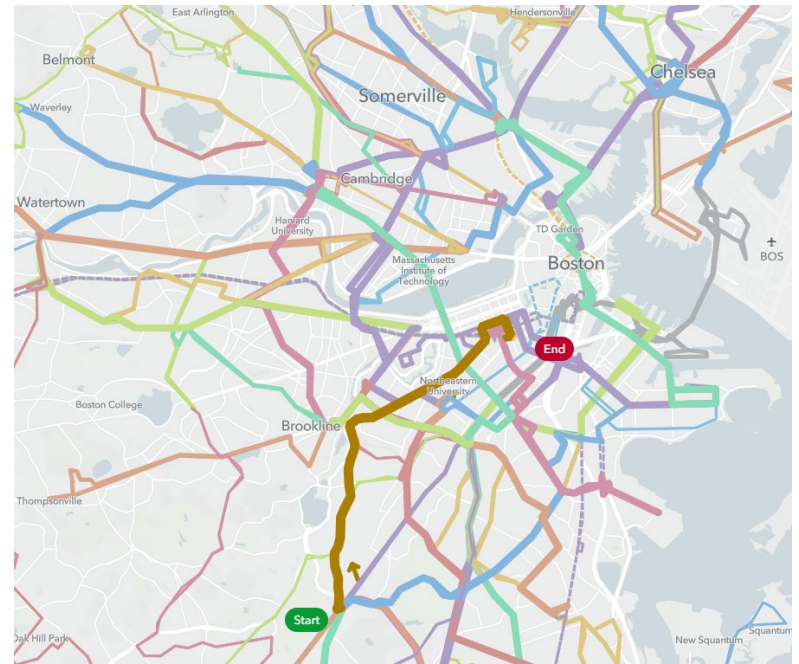 East Arlington
Hendersonville
Belmont
Chelsea
Somerville
Waverley
Cambridge
Watertown
Harvard
University
TD Garden
BOS
Massachusetts
Institute of
Technology
Boston
End
Northeastern
University
Boston College
Brookline
Thompsonville
Start
Oak Hill Park
New Squantum
Squantum